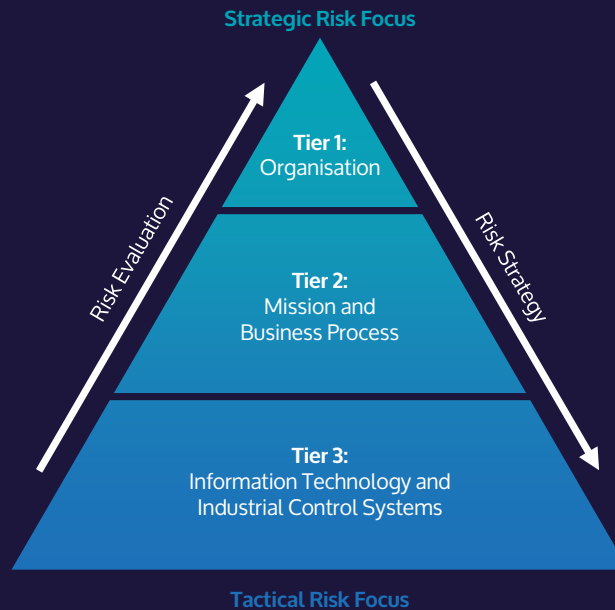 Strategic Risk Focus
Tier 1:
Organisation
Risk Evaluation
Risk Strategy
Tier 2:
Mission and
Business Process
Tier 3:
Information Technology and
Industrial Control Systems
Tactical Risk Focus